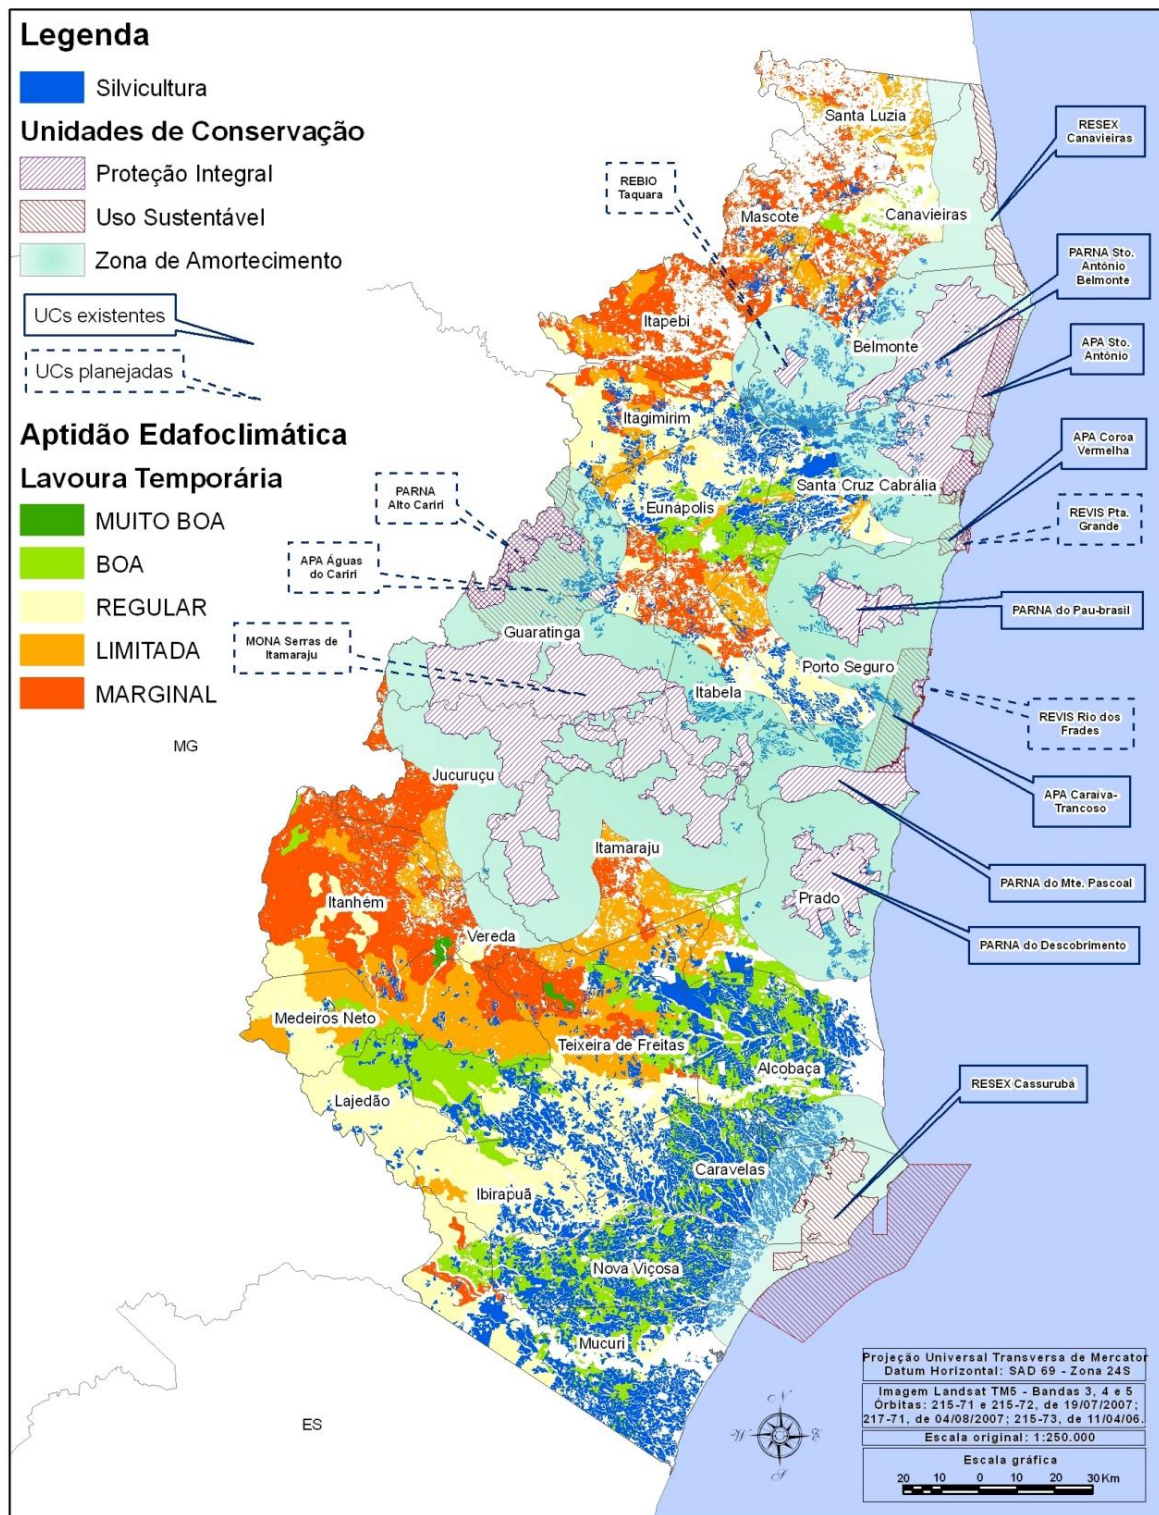 Legenda
Silvicultura
Unidades de Conservação
Proteção Integral
Uso Sustentável
Zona de Amortecimento
UCs existentes
UCs planejadas
Aptidão Edafoclimática
Lavoura Temporária
MUITO BOA
BOA
REGULAR
LIMITADA
MARGINAL
MG
ES
Santa Luzia
Mascote
Canavieiras
Itapebi
Belmonte
Itagimirim
Santa Cruz Cabrália
Eunápolis
Guaratinga
Porto Seguro
Itabela
Jucuruçu
Itamaraju
Prado
Itanhém
Vereda
Medeiros Neto
Teixeira de Freitas
Alcobaça
Lajedão
Caravelas
Ibirapuã
Nova Viçosa
Mucuri
REBIO
Taquara
PARNA
Alto Cariri
APA Águas
do Cariri
MONA Serras de
Itamaraju
RESEX
Canavieiras
PARNA Sto.
Antônio
Belmonte
APA Sto.
Antônio
APA Coroa
Vermelha
REVIS Pta.
Grande
PARNA do Pau-brasil
REVIS Rio dos
Frades
APA Caraíva-
Trancoso
PARNA do Mte. Pascoal
PARNA do Descobrimento
RESEX Cassurubá
N
W E
S
Projeção Universal Transversa de Mercator
Datum Horizontal: SAD 69 - Zona 24S
Imagem Landsat TM5 - Bandas 3, 4 e 5
Órbitas: 215-71 e 215-72, de 19/07/2007;
217-71, de 04/08/2007; 215-73, de 11/04/06.
Escala original: 1:250.000
Escala gráfica
20 10 0 10 20 30 Km